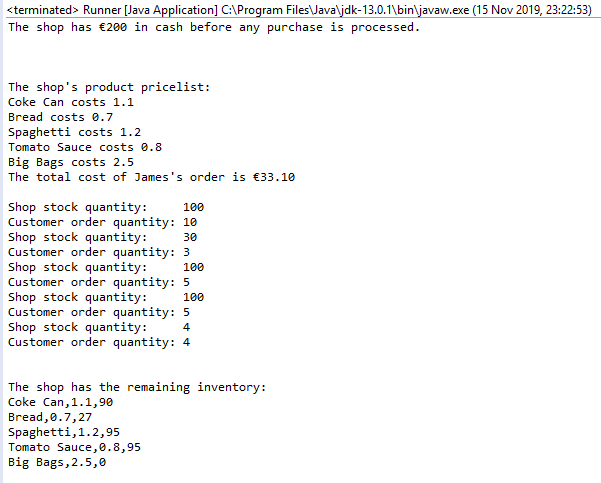 <terminated> Runner [Java Application] C:\Program Files\Java\jdk-13.0.1\bin\javaw.exe (15 Nov 2019, 23:22:53)
The shop has €200 in cash before any purchase is processed.
The shop's product pricelist:
Coke Can costs 1.1
Bread costs 0.7
Spaghetti costs 1.2
Tomato Sauce costs 0.8
Big Bags costs 2.5
The total cost of James's order is €33.10
Shop stock quantity:     100
Customer order quantity: 10
Shop stock quantity:     30
Customer order quantity: 3
Shop stock quantity:     100
Customer order quantity: 5
Shop stock quantity:     100
Customer order quantity: 5
Shop stock quantity:     4
Customer order quantity: 4
The shop has the remaining inventory:
Coke Can,1.1,90
Bread,0.7,27
Spaghetti,1.2,95
Tomato Sauce,0.8,95
Big Bags,2.5,0